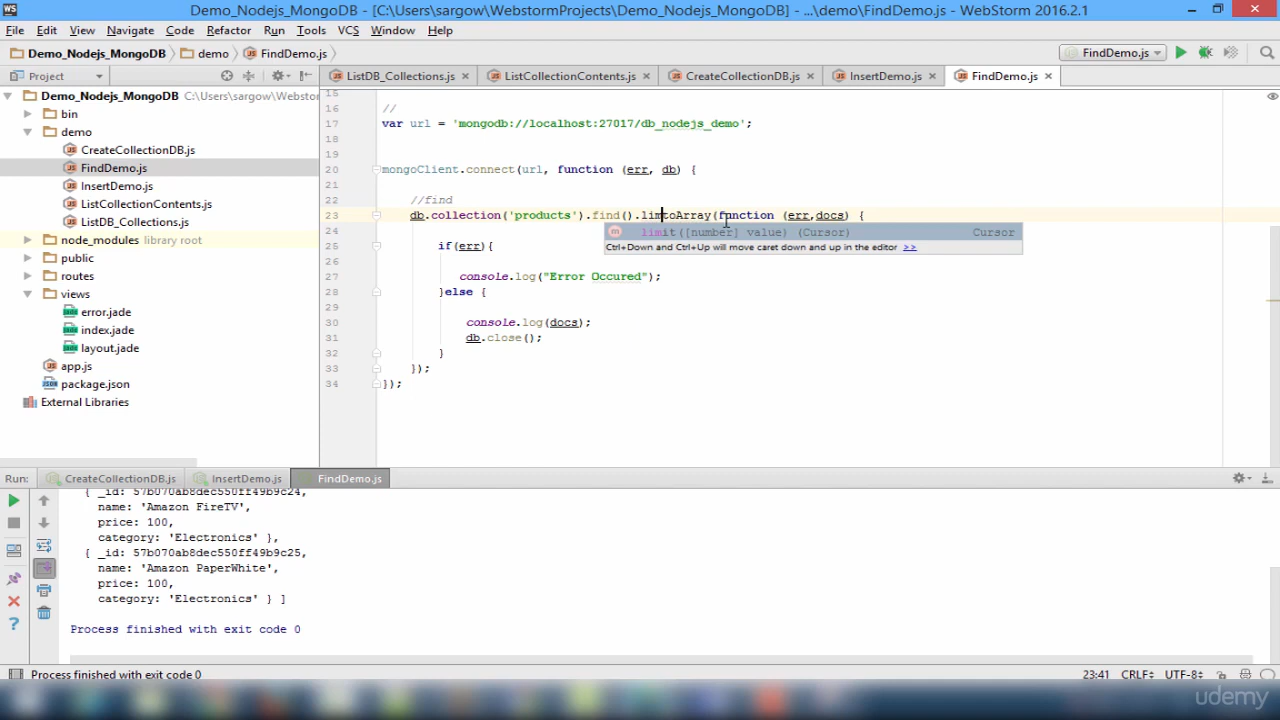 WS
Demo_Nodejs_MongoDB - [C:\Users\sargow\WebstormProjects\Demo_Nodejs_MongoDB] - ...\demo\FindDemo.js - WebStorm 2016.2.1
File Edit View Navigate Code Refactor Run Tools VCS Window Help
Demo_Nodejs_MongoDB demo FindDemo.js
FindDemo.js
Project
ListDB_Collections.js ListCollectionContents.js CreateCollectionDB.js InsertDemo.js FindDemo.js
Demo_Nodejs_MongoDB C:\Users\sargow\Webstorm
bin
demo
CreateCollectionDB.js
FindDemo.js
InsertDemo.js
ListCollectionContents.js
ListDB_Collections.js
node_modules library root
public
routes
views
error.jade
index.jade
layout.jade
app.js
package.json
External Libraries
15
16 //
17 var url = 'mongodb://localhost:27017/db_nodejs_demo';
18
19
20 mongoClient.connect(url, function (err, db) {
21
22 //find
23 db.collection('products').find().limtoArray(function (err,docs) {
24
limit([number] value) (Cursor) Cursor
Ctrl+Down and Ctrl+Up will move caret down and up in the editor >>
25 if(err){
26
27 console.log("Error Occured");
28 }else {
29
30 console.log(docs);
31 db.close();
32 }
33 });
34 });
Run: CreateCollectionDB.js InsertDemo.js FindDemo.js
{ _id: 57b070ab8dec550ff49b9c24,
name: 'Amazon FireTV',
price: 100,
category: 'Electronics' },
{ _id: 57b070ab8dec550ff49b9c25,
name: 'Amazon PaperWhite',
price: 100,
category: 'Electronics' } ]
Process finished with exit code 0
Process finished with exit code 0 23:41 CRLF UTF-8
udemy